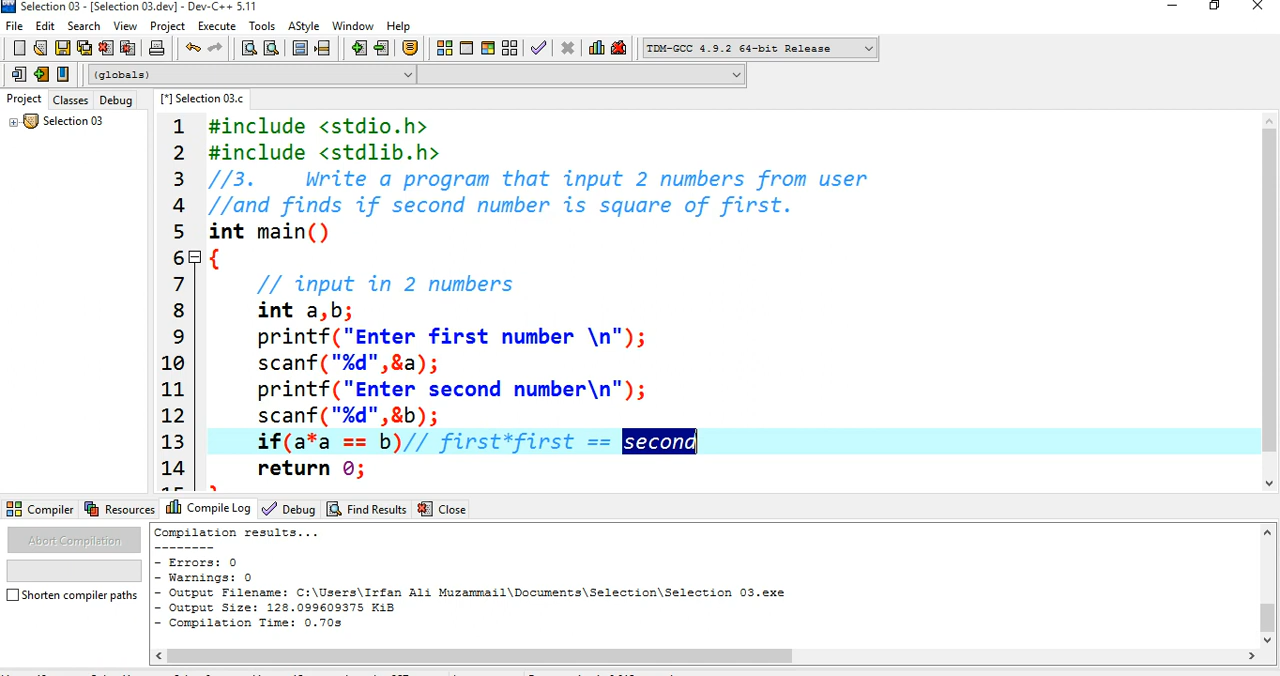 Selection 03 - [Selection 03.dev] - Dev-C++ 5.11
File Edit Search View Project Execute Tools AStyle Window Help
TDM-GCC 4.9.2 64-bit Release
(globals)
Project Classes Debug [*] Selection 03.c
Selection 03
1 #include <stdio.h>
2 #include <stdlib.h>
3 //3. Write a program that input 2 numbers from user
4 //and finds if second number is square of first.
5 int main()
6 {
7 // input in 2 numbers
8 int a,b;
9 printf("Enter first number \n");
10 scanf("%d",&a);
11 printf("Enter second number\n");
12 scanf("%d",&b);
13 if(a*a == b)// first*first == second
14 return 0;
15 }
Compiler Resources Compile Log Debug Find Results Close
Abort Compilation
Shorten compiler paths
Compilation results...
--------
- Errors: 0
- Warnings: 0
- Output Filename: C:\Users\Irfan Ali Muzammail\Documents\Selection\Selection 03.exe
- Output Size: 128.099609375 KiB
- Compilation Time: 0.70s